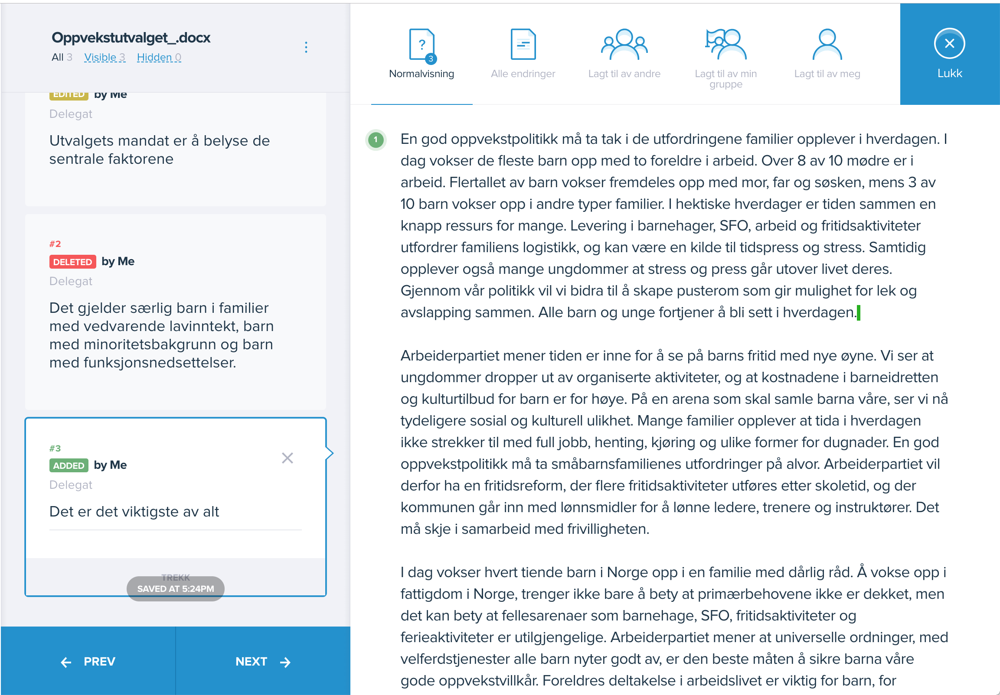 Oppvekstutvalget_.docx
All 3 Visible 3 Hidden 0
EDITED by Me
Delegat
Utvalgets mandat er å belyse de
sentrale faktorene
#2
DELETED by Me
Delegat
Det gjelder særlig barn i familier
med vedvarende lavinntekt, barn
med minoritetsbakgrunn og barn
med funksjonsnedsettelser.
#3
ADDED by Me
Delegat
Det er det viktigste av alt
TREKK
SAVED AT 5:24PM
PREV
NEXT
?
3
Normalvisning
Alle endringer
Lagt til av andre
Lagt til av min
gruppe
Lagt til av meg
Lukk
1
En god oppvekstpolitikk må ta tak i de utfordringene familier opplever i hverdagen. I
dag vokser de fleste barn opp med to foreldre i arbeid. Over 8 av 10 mødre er i
arbeid. Flertallet av barn vokser fremdeles opp med mor, far og søsken, mens 3 av
10 barn vokser opp i andre typer familier. I hektiske hverdager er tiden sammen en
knapp ressurs for mange. Levering i barnehager, SFO, arbeid og fritidsaktiviteter
utfordrer familiens logistikk, og kan være en kilde til tidspress og stress. Samtidig
opplever også mange ungdommer at stress og press går utover livet deres.
Gjennom vår politikk vil vi bidra til å skape pusterom som gir mulighet for lek og
avslapping sammen. Alle barn og unge fortjener å bli sett i hverdagen.
Arbeiderpartiet mener tiden er inne for å se på barns fritid med nye øyne. Vi ser at
ungdommer dropper ut av organiserte aktiviteter, og at kostnadene i barneidretten
og kulturtilbud for barn er for høye. På en arena som skal samle barna våre, ser vi nå
tydeligere sosial og kulturell ulikhet. Mange familier opplever at tida i hverdagen
ikke strekker til med full jobb, henting, kjøring og ulike former for dugnader. En god
oppvekstpolitikk må ta småbarnsfamilienes utfordringer på alvor. Arbeiderpartiet vil
derfor ha en fritidsreform, der flere fritidsaktiviteter utføres etter skoletid, og der
kommunen går inn med lønnsmidler for å lønne ledere, trenere og instruktører. Det
må skje i samarbeid med frivilligheten.
I dag vokser hvert tiende barn i Norge opp i en familie med dårlig råd. Å vokse opp i
fattigdom i Norge, trenger ikke bare å bety at primærbehovene ikke er dekket, men
det kan bety at fellesarenaer som barnehage, SFO, fritidsaktiviteter og
ferieaktiviteter er utilgjengelige. Arbeiderpartiet mener at universelle ordninger, med
velferdstjenester alle barn nyter godt av, er den beste måten å sikre barna våre
gode oppvekstvillkår. Foreldres deltakelse i arbeidslivet er viktig for barn, for